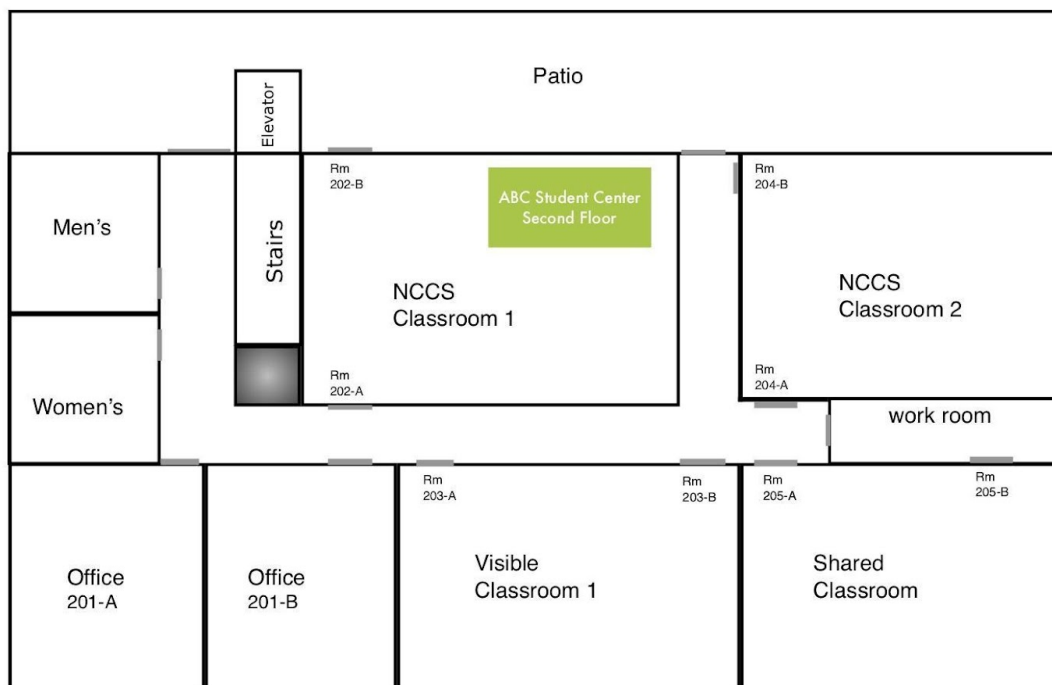 Patio
Elevator
Rm
202-B
ABC Student Center
Second Floor
Rm
204-B
Men's
Stairs
NCCS
Classroom 1
NCCS
Classroom 2
Rm
202-A
Rm
204-A
Women's
work room
Rm
203-A
Rm
203-B
Rm
205-A
Rm
205-B
Office
201-A
Office
201-B
Visible
Classroom 1
Shared
Classroom